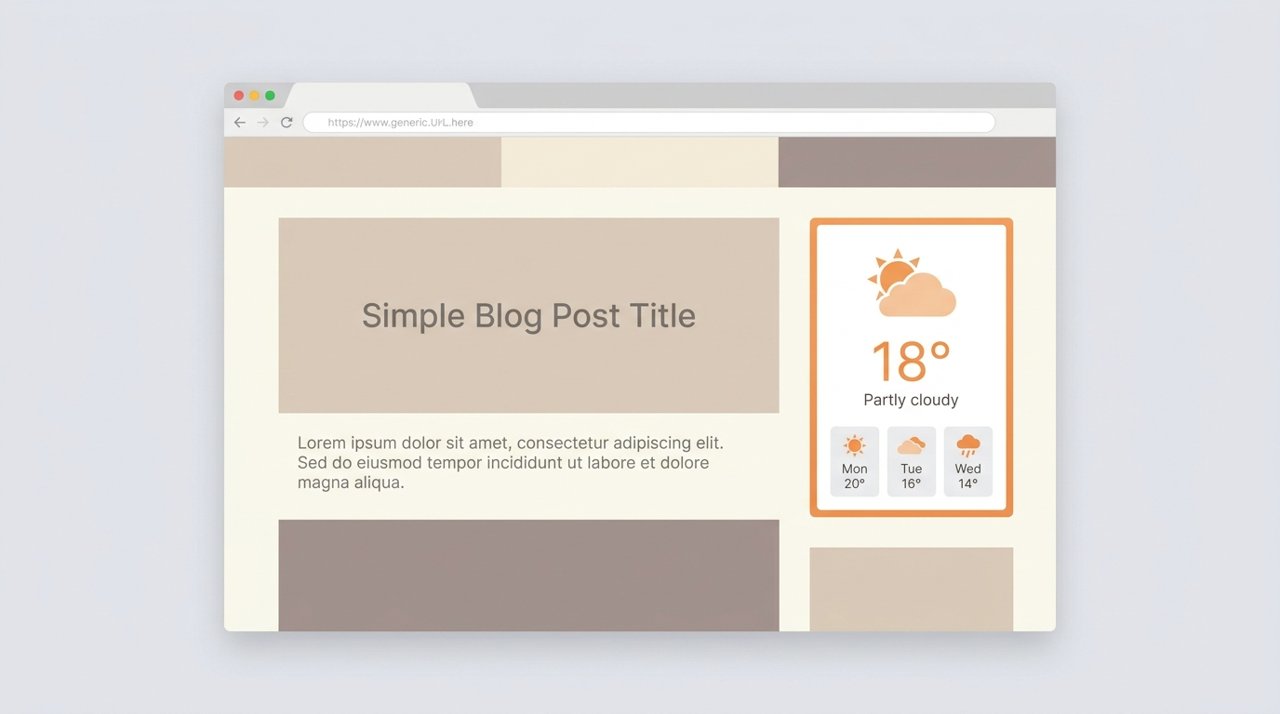 https://www.generic.URL.here
Simple Blog Post Title
Lorem ipsum dolor sit amet, consectetur adipiscing elit.
Sed do eiusmod tempor incididunt ut labore et dolore
magna aliqua.
18°
Partly cloudy
Mon
20°
Tue
16°
Wed
14°